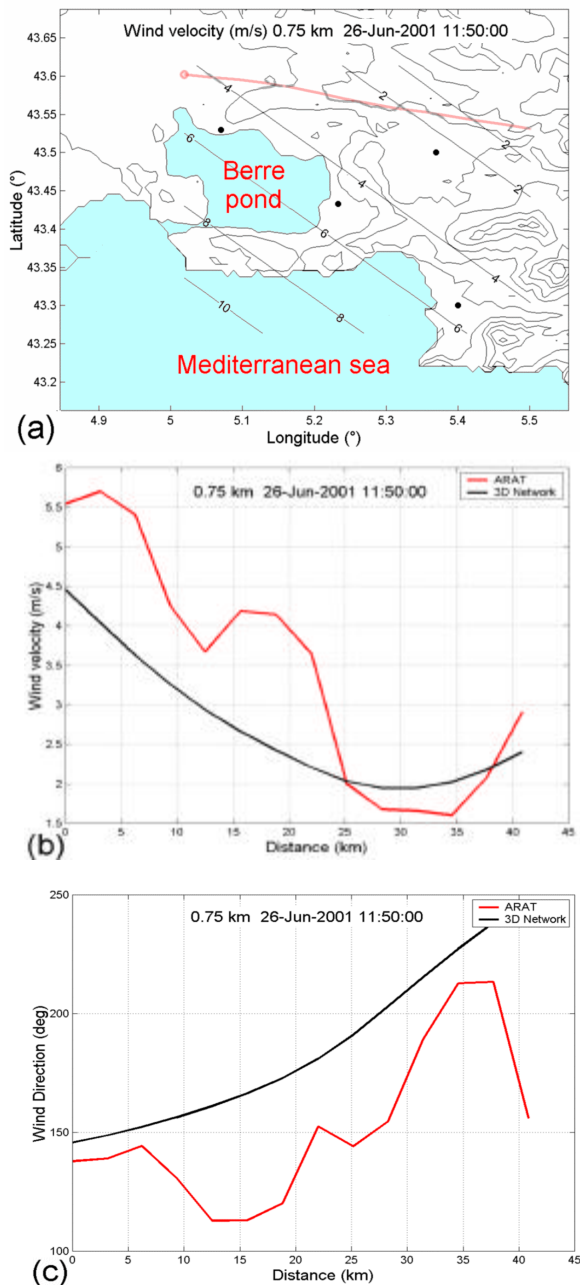 Wind velocity (m/s) 0.75 km 26-Jun-2001 11:50:00
43.65
43.6
43.55
43.5
43.45
43.4
43.35
43.3
43.25
43.2
Latitude (°)
4
2
2
6
4
2
8
6
4
10
8
6
Berre
pond
Mediterranean sea
4.9 5 5.1 5.2 5.3 5.4 5.5
Longitude (°)
(a)
0.75 km 26-Jun-2001 11:50:00
ARAT
3D Network
6
5.5
5
4.5
4
3.5
3
2.5
2
1.5
Wind velocity (m/s)
0 5 10 15 20 25 30 35 40 45
Distance (km)
(b)
0.75 km 26-Jun-2001 11:50:00
ARAT
3D Network
250
200
150
100
Wind Direction (deg)
0 5 10 15 20 25 30 35 40 45
Distance (km)
(c)